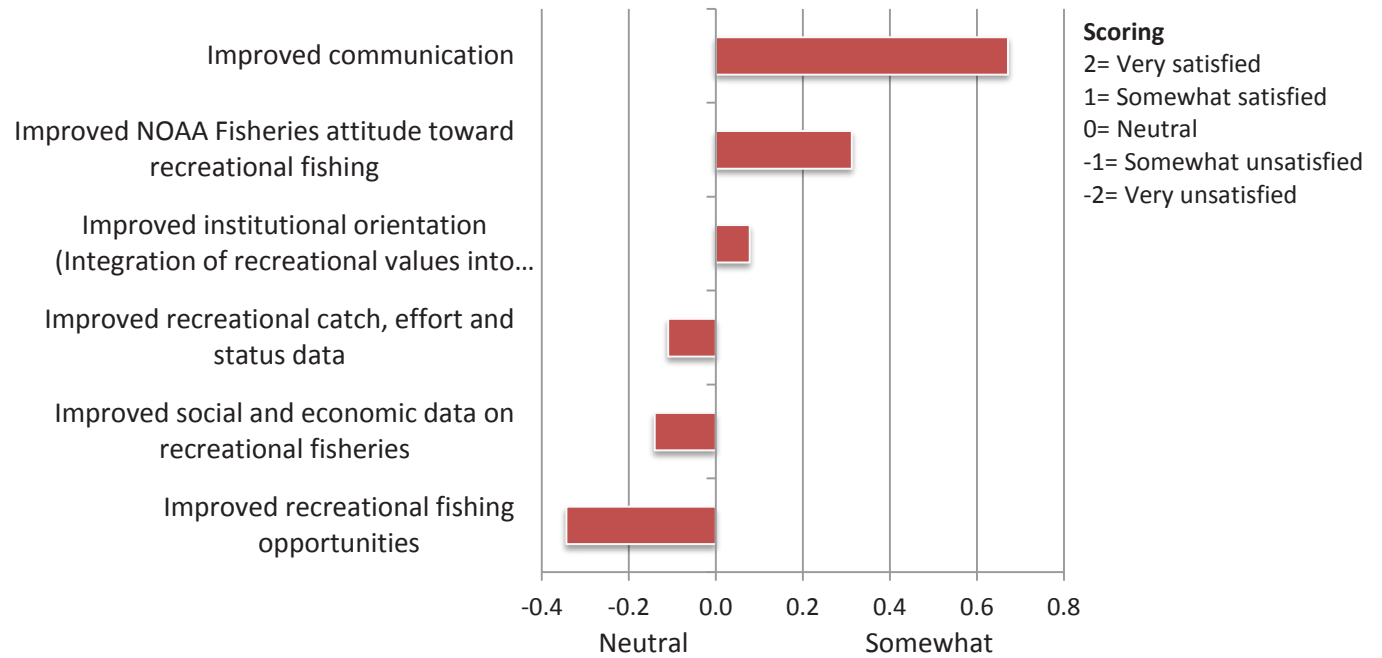 Improved communication
Improved NOAA Fisheries attitude toward
recreational fishing
Improved institutional orientation
(Integration of recreational values into…
Improved recreational catch, effort and
status data
Improved social and economic data on
recreational fisheries
Improved recreational fishing
opportunities
-0.4 -0.2 0.0 0.2 0.4 0.6 0.8
Neutral Somewhat
Scoring
2= Very satisfied
1= Somewhat satisfied
0= Neutral
-1= Somewhat unsatisfied
-2= Very unsatisfied